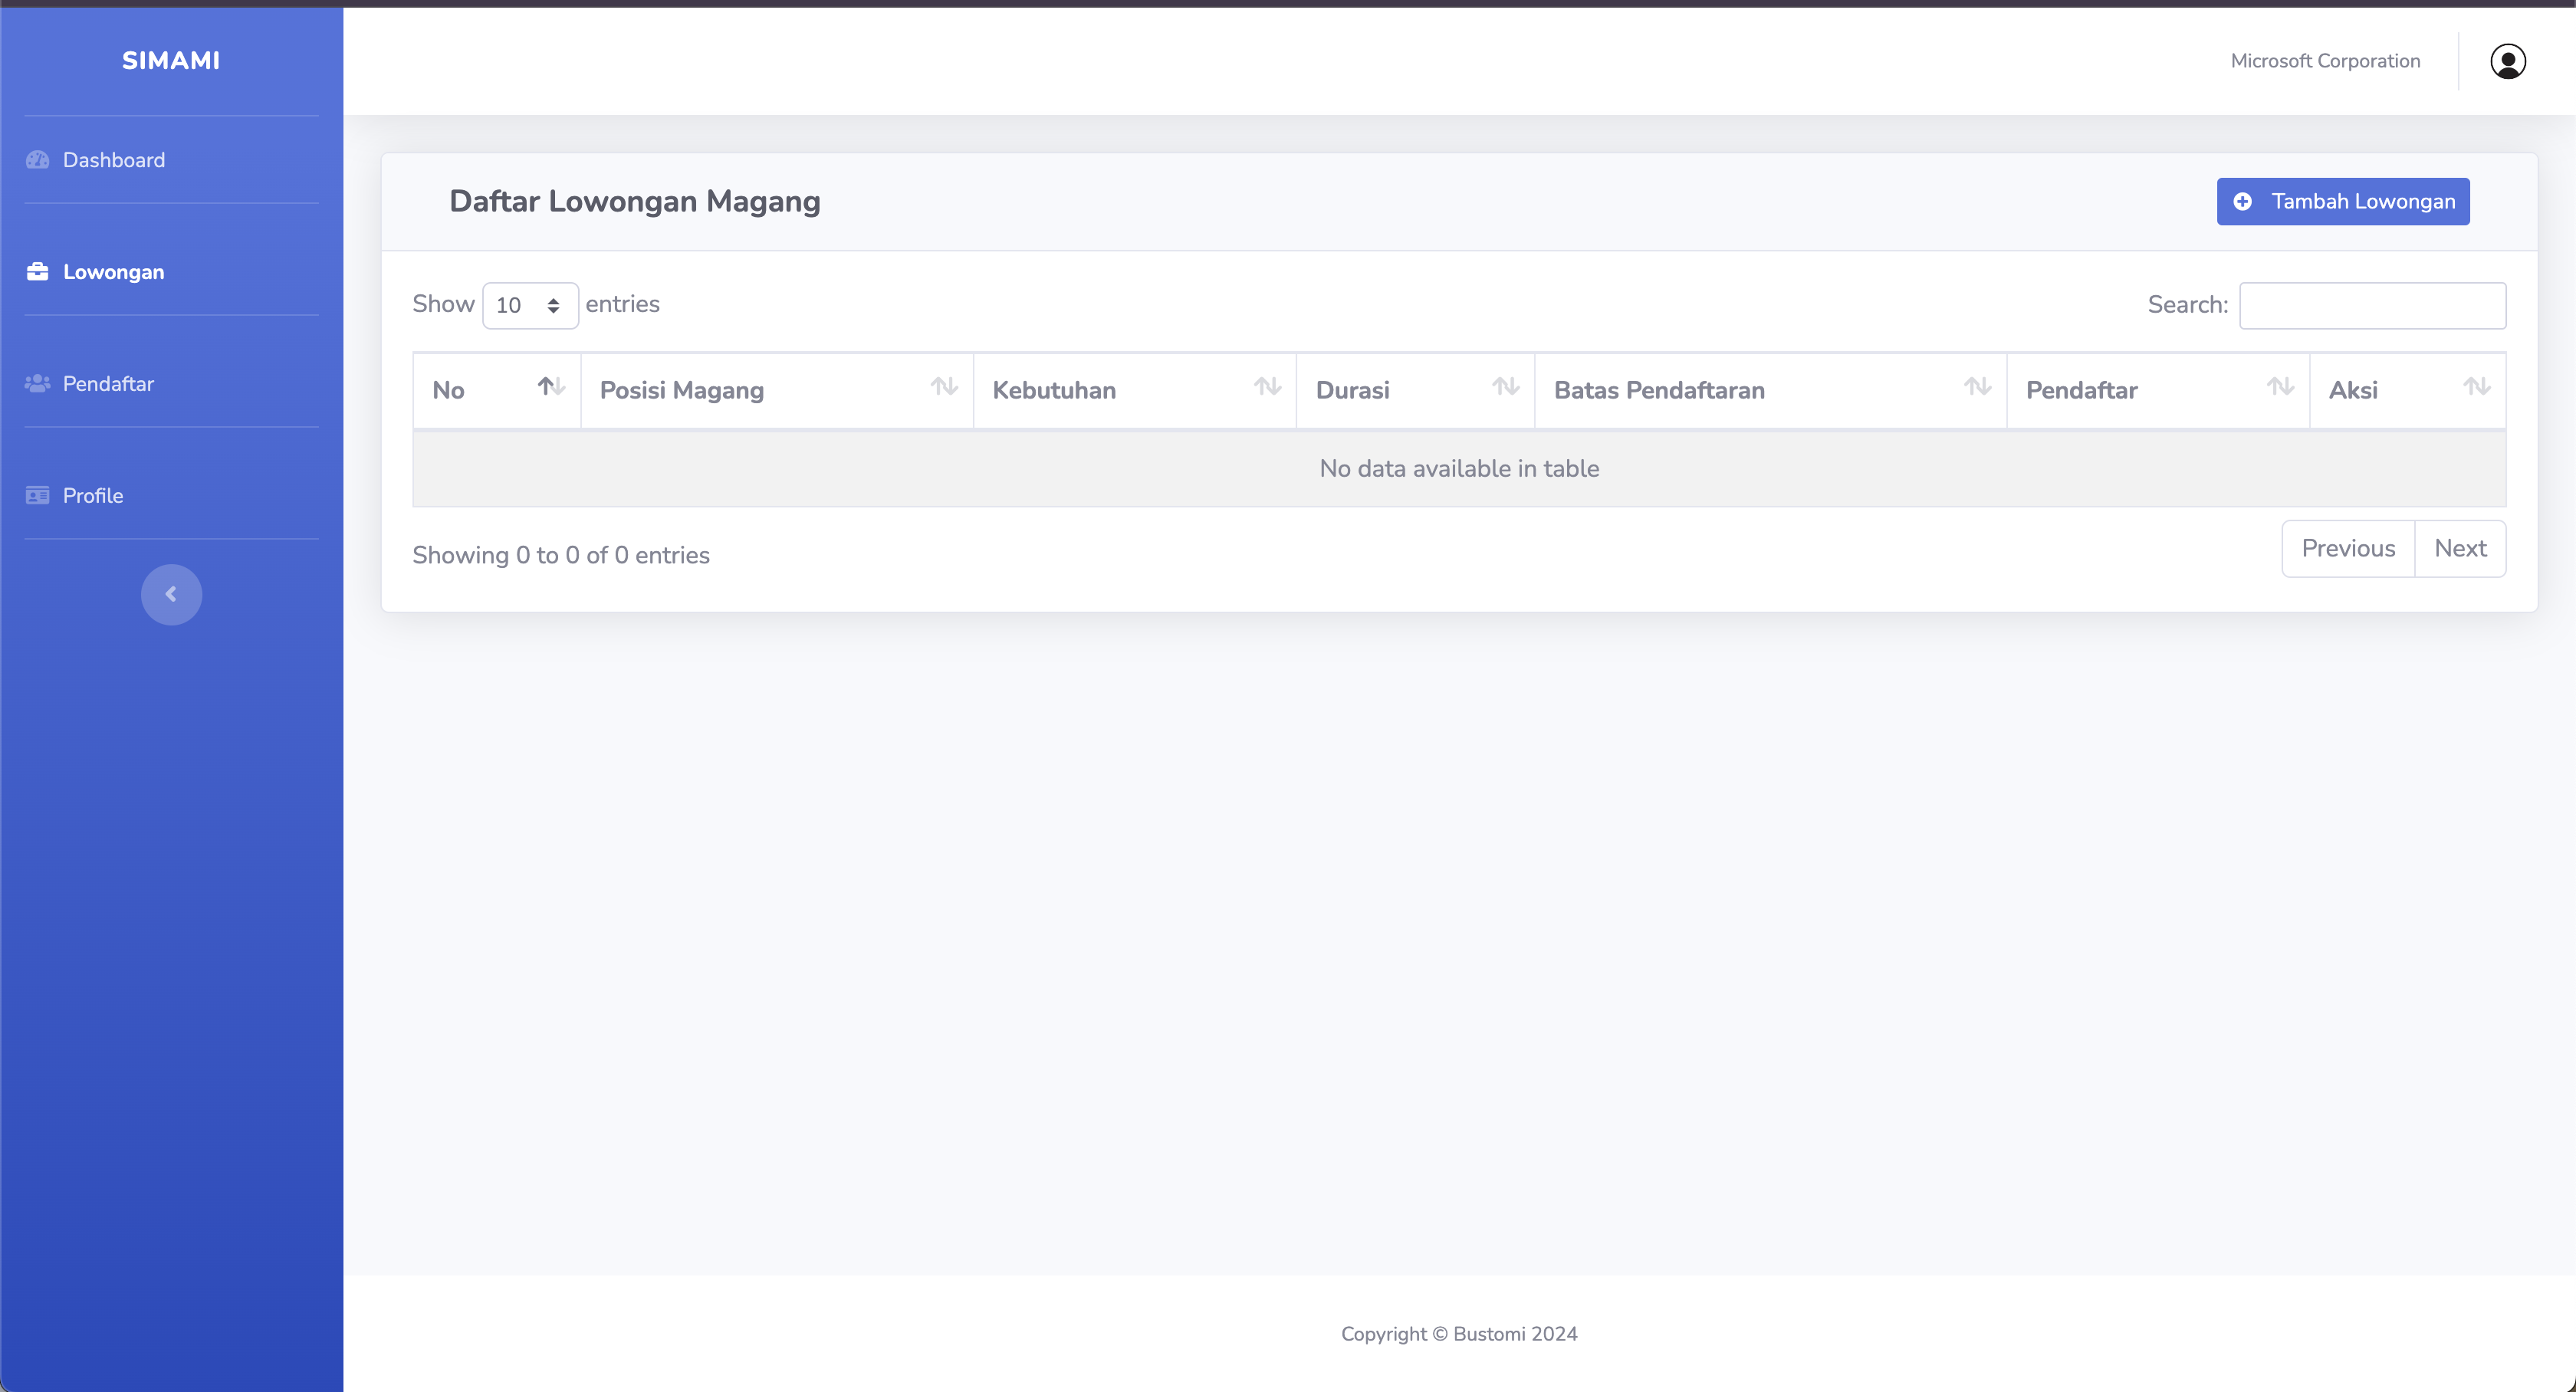 SIMAMI
Microsoft Corporation
Dashboard
Lowongan
Pendaftar
Profile
Daftar Lowongan Magang
Tambah Lowongan
Show 10 entries
Search:
No Posisi Magang Kebutuhan Durasi Batas Pendaftaran Pendaftar Aksi
No data available in table
Showing 0 to 0 of 0 entries
Previous Next
Copyright © Bustomi 2024